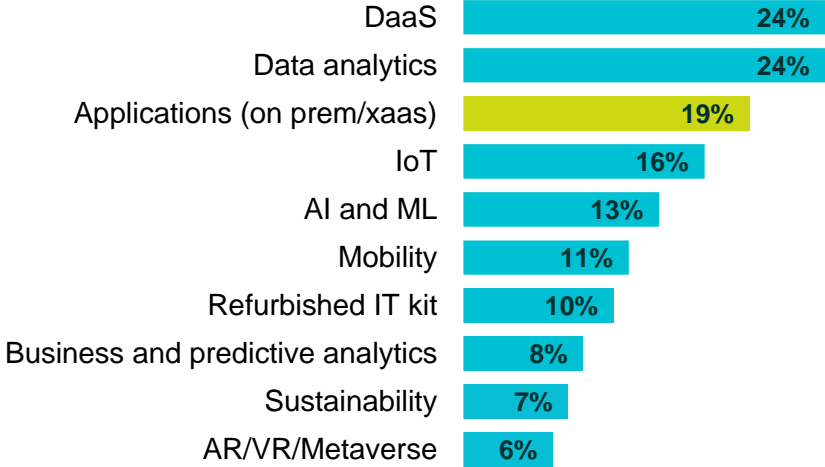 DaaS 24%
Data analytics 24%
Applications (on prem/xaas) 19%
IoT 16%
AI and ML 13%
Mobility 11%
Refurbished IT kit 10%
Business and predictive analytics 8%
Sustainability 7%
AR/VR/Metaverse 6%